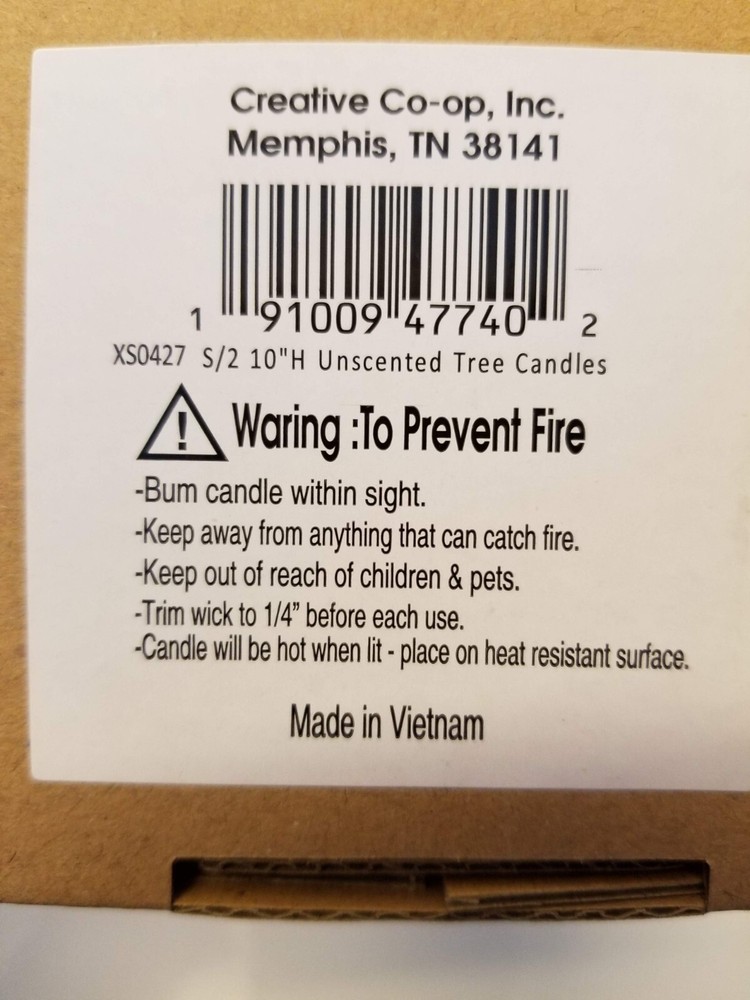 Creative Co-op, Inc.
Memphis, TN 38141
1 91009 47740 2
XS0427 S/2 10"H Unscented Tree Candles
! Waring :To Prevent Fire
-Bum candle within sight.
-Keep away from anything that can catch fire.
-Keep out of reach of children & pets.
-Trim wick to 1/4” before each use.
-Candle will be hot when lit - place on heat resistant surface.
Made in Vietnam